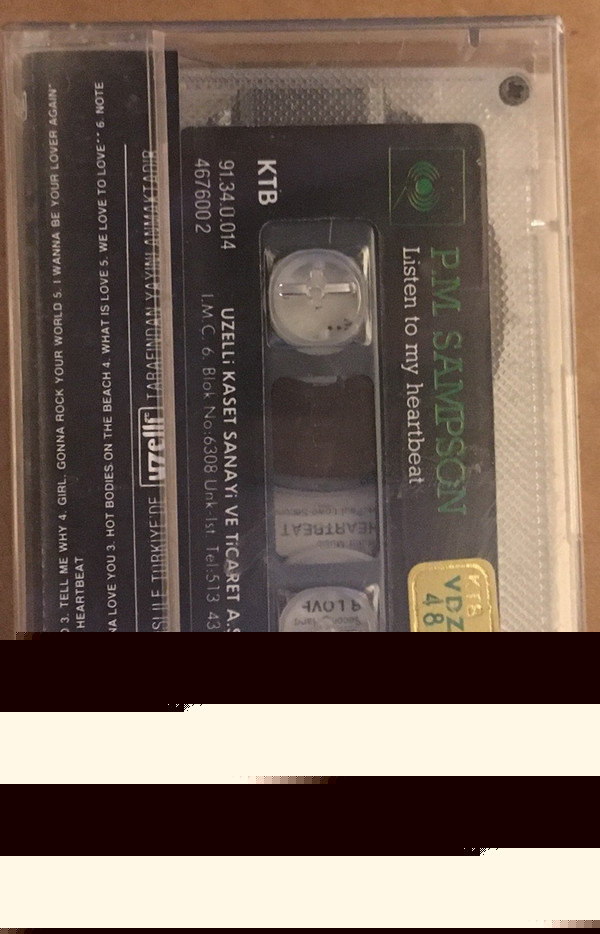 3. TELL ME WHY 4. GIRL, GONNA ROCK YOUR WORLD 5. I WANNA BE YOUR LOVER AGAIN"
HEARTBEAT
NA LOVE YOU 3. HOT BODIES ON THE BEACH 4. WHAT IS LOVE 5. WE LOVE TO LOVE** 6. NOTE
TÜRKİYE'DE uzelli TARAFINDAN YAYINLANMAKTADIR
KTB
91.34.Ü.014
4676002
UZELLİ KASET SANAYİ VE TİCARET A.Ş
İ.M.Ç. 6. Blok No:6308 Unk.İst Tel:513 43
P.M SAMPSON
Listen to my heartbeat
KTB
VDZ
48
HEARTBEAT
LOVE